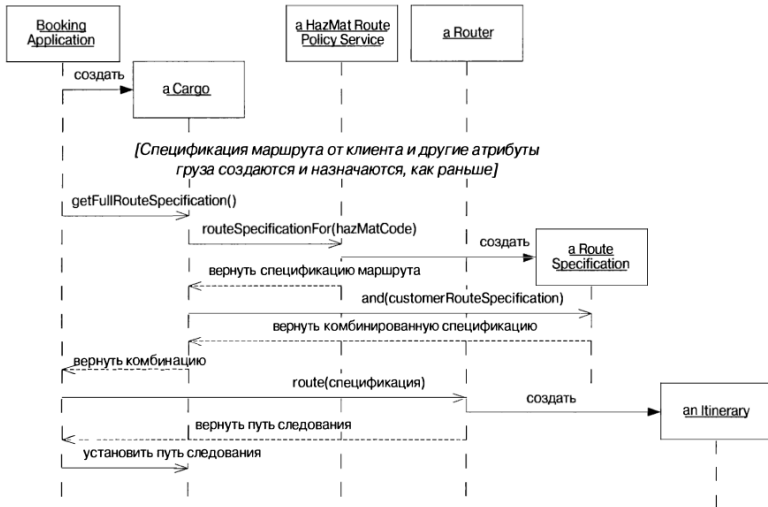 Booking
Application
a HazMat Route
Policy Service
a Router
создать
a Cargo
[Спецификация маршрута от клиента и другие атрибуты
груза создаются и назначаются, как раньше]
getFullRouteSpecification()
routeSpecificationFor(hazMatCode)
создать
a Route
Specification
вернуть спецификацию маршрута
and(customerRouteSpecification)
вернуть комбинированную спецификацию
вернуть комбинацию
route(спецификация)
создать
an Itinerary
вернуть путь следования
установить путь следования